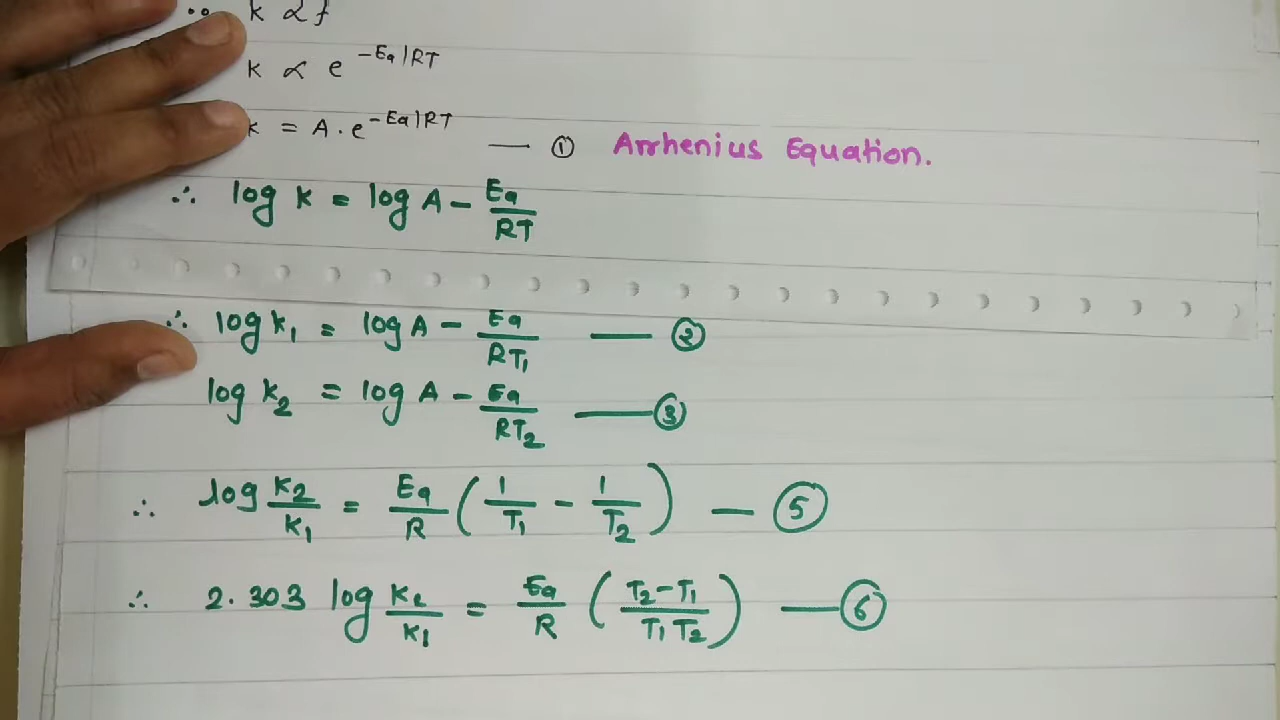 ∴ k ∝ f
k ∝ e^-Ea/RT
k = A . e^-Ea/RT — ① Arrhenius Equation.
∴ log k = log A - Ea/RT
∴ log k₁ = log A - Ea/RT₁ — ②
log k₂ = log A - Ea/RT₂ — ③
∴ log k₂/k₁ = Ea/R (1/T₁ - 1/T₂) — ⑤
∴ 2.303 log k₂/k₁ = Ea/R (T₂-T₁/T₁T₂) — ⑥